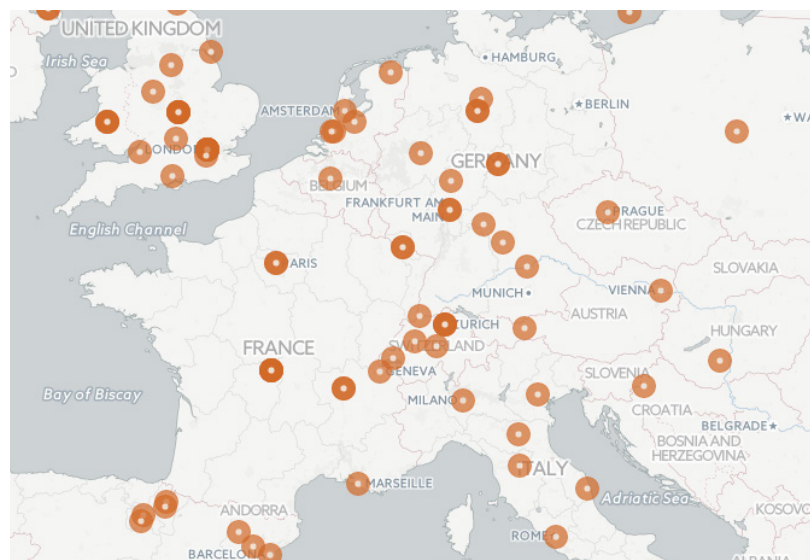 UNITED KINGDOM
Irish Sea
HAMBURG
AMSTERDAM
BERLIN
LONDON
GERMANY
BELGIUM
FRANKFURT AM
MAIN
PRAGUE
CZECH REPUBLIC
English Channel
PARIS
SLOVAKIA
MUNICH
VIENNA
AUSTRIA
ZURICH
HUNGARY
FRANCE
SWITZERLAND
GENEVA
SLOVENIA
Bay of Biscay
MILANO
CROATIA
BELGRADE
BOSNIA AND
HERZEGOVINA
ITALY
MARSEILLE
Adriatic Sea
ANDORRA
KOSOVO
ROME
BARCELONA